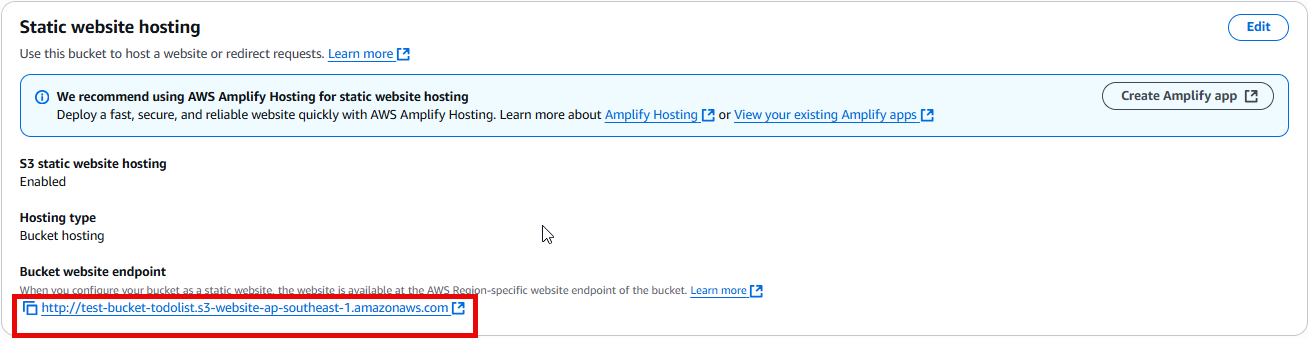 Static website hosting
Edit
Use this bucket to host a website or redirect requests. Learn more
We recommend using AWS Amplify Hosting for static website hosting
Create Amplify app
Deploy a fast, secure, and reliable website quickly with AWS Amplify Hosting. Learn more about Amplify Hosting or View your existing Amplify apps
S3 static website hosting
Enabled
Hosting type
Bucket hosting
Bucket website endpoint
When you configure your bucket as a static website, the website is available at the AWS Region-specific website endpoint of the bucket. Learn more
http://test-bucket-todolist.s3-website-ap-southeast-1.amazonaws.com